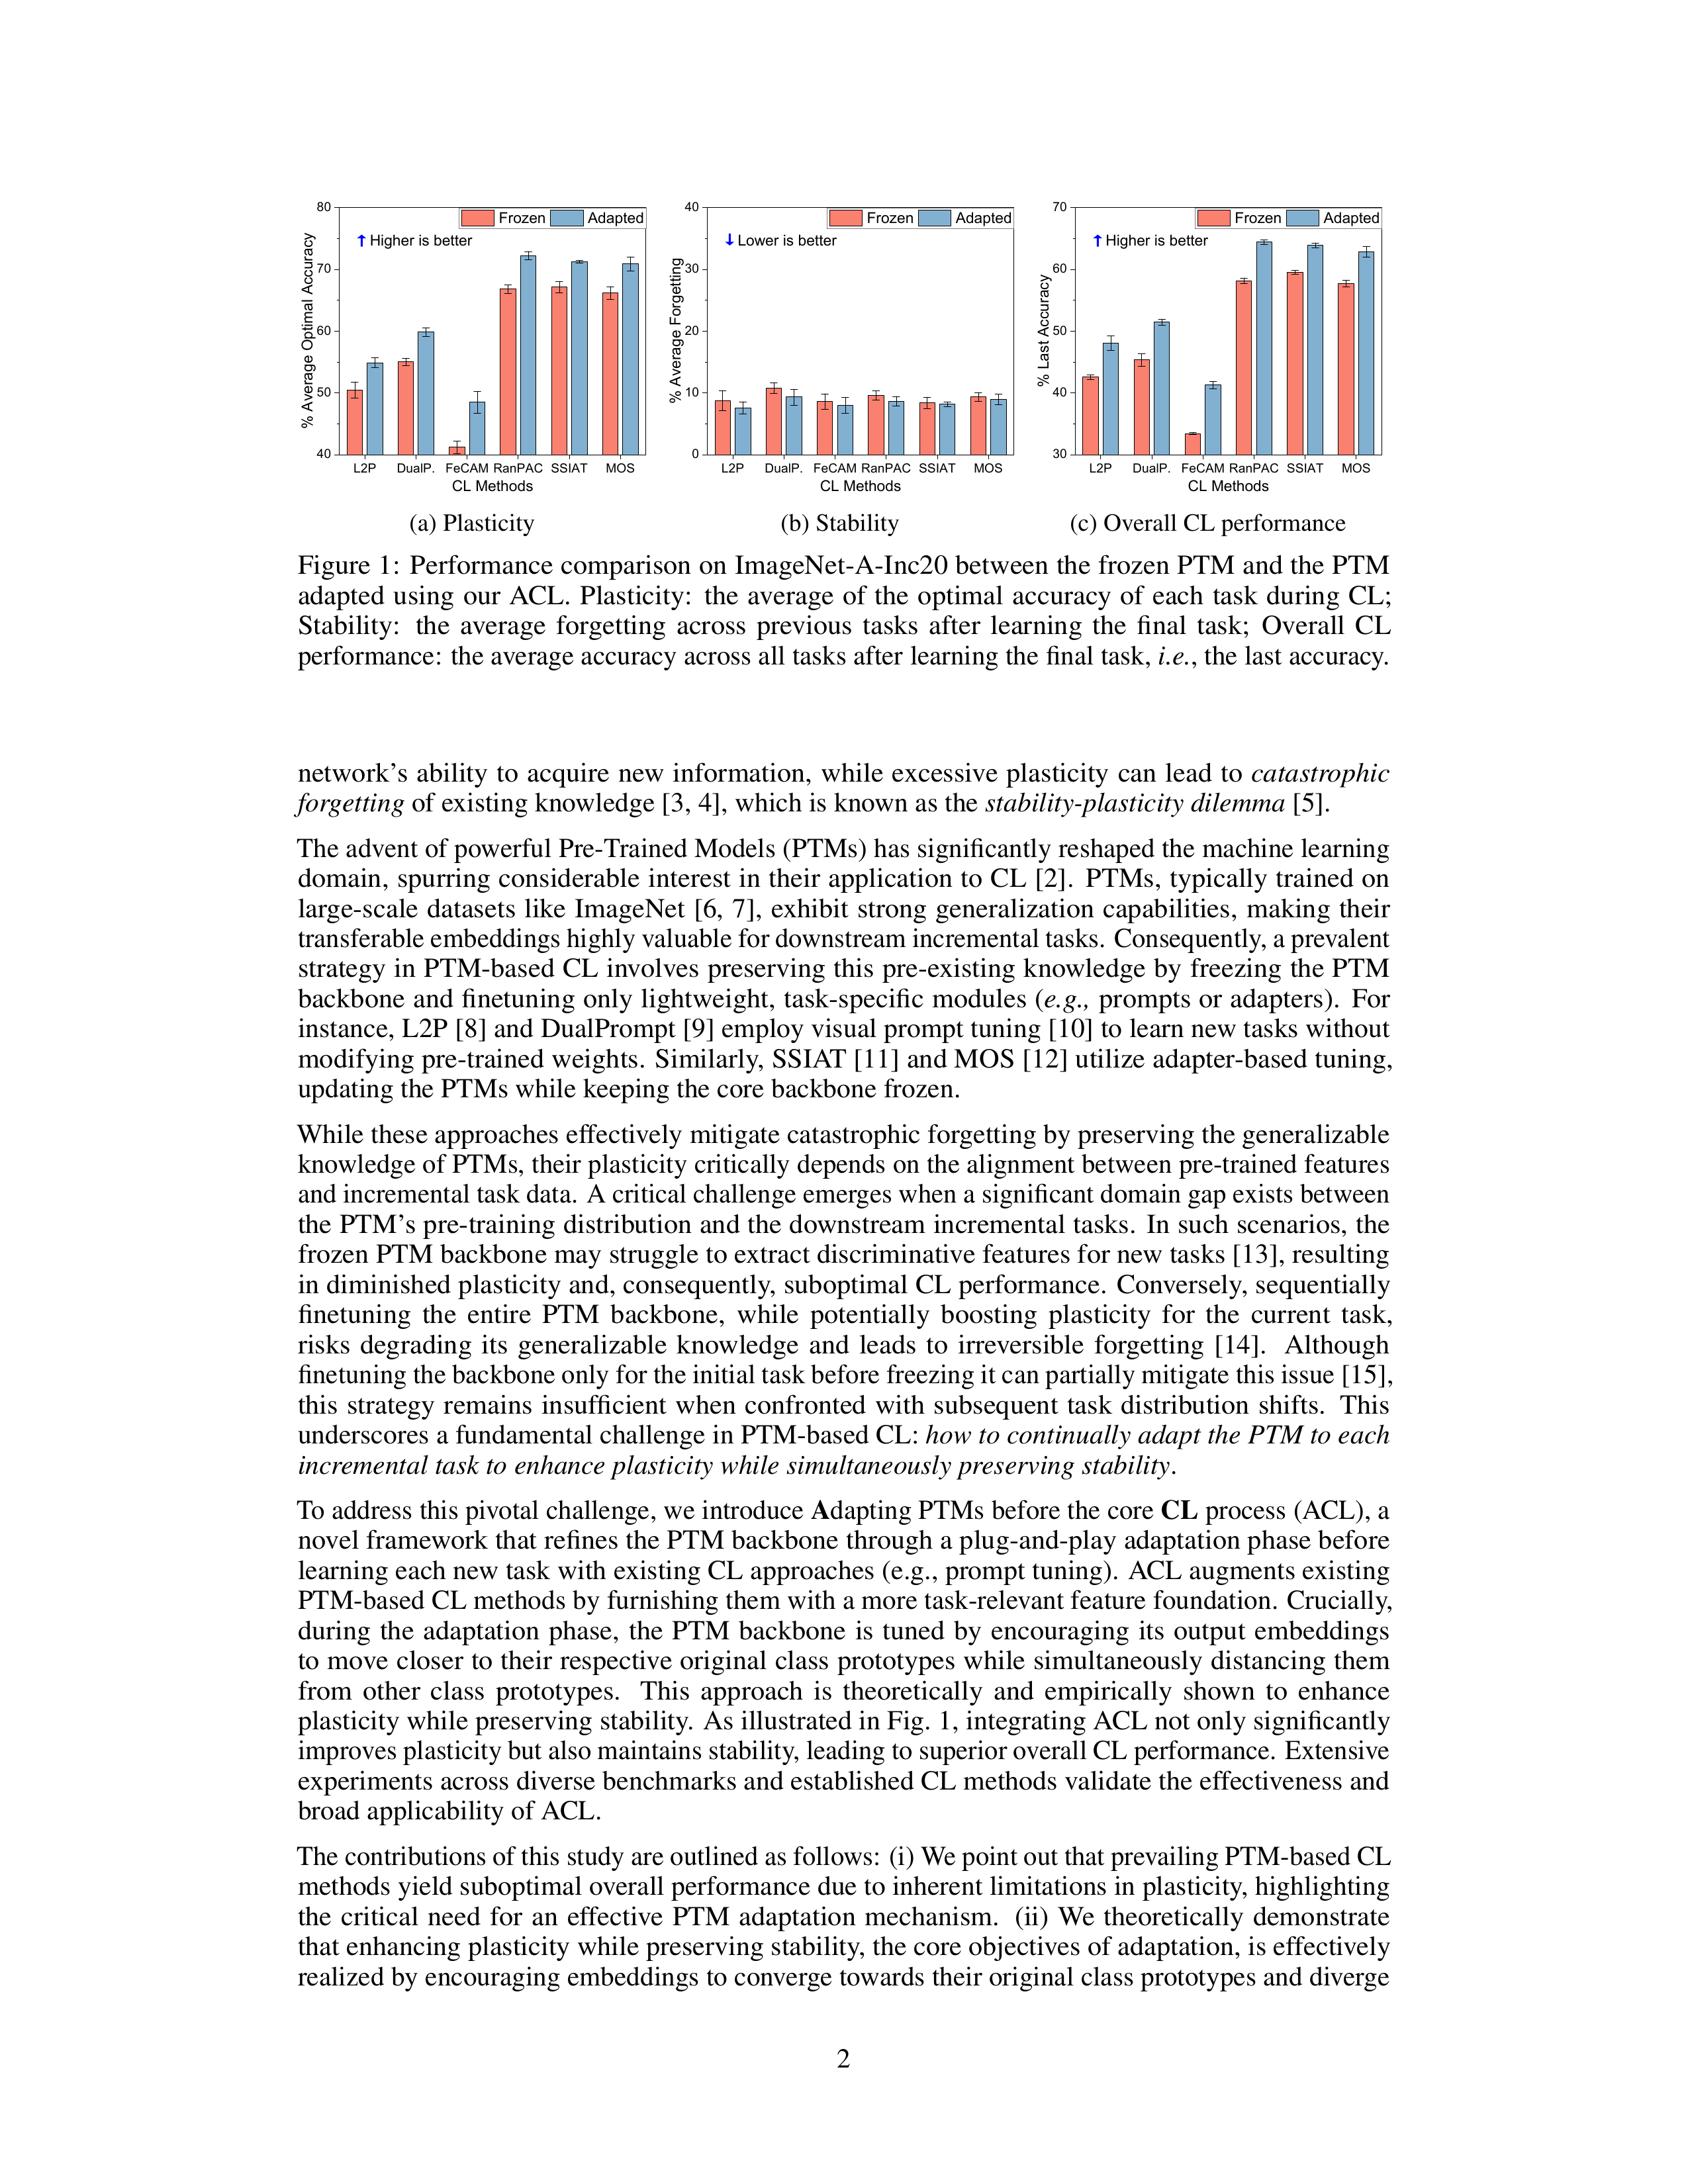 80
70
60
50
40
% Average Optimal Accuracy
Frozen Adapted
↑ Higher is better
L2P DualP. FeCAM RanPAC SSIAT MOS
CL Methods
(a) Plasticity
40
30
20
10
0
% Average Forgetting
Frozen Adapted
↓ Lower is better
L2P DualP. FeCAM RanPAC SSIAT MOS
CL Methods
(b) Stability
70
60
50
40
30
% Last Accuracy
Frozen Adapted
↑ Higher is better
L2P DualP. FeCAM RanPAC SSIAT MOS
CL Methods
(c) Overall CL performance
Figure 1: Performance comparison on ImageNet-A-Inc20 between the frozen PTM and the PTM
adapted using our ACL. Plasticity: the average of the optimal accuracy of each task during CL;
Stability: the average forgetting across previous tasks after learning the final task; Overall CL
performance: the average accuracy across all tasks after learning the final task, i.e., the last accuracy.
network's ability to acquire new information, while excessive plasticity can lead to catastrophic
forgetting of existing knowledge [3, 4], which is known as the stability-plasticity dilemma [5].
The advent of powerful Pre-Trained Models (PTMs) has significantly reshaped the machine learning
domain, spurring considerable interest in their application to CL [2]. PTMs, typically trained on
large-scale datasets like ImageNet [6, 7], exhibit strong generalization capabilities, making their
transferable embeddings highly valuable for downstream incremental tasks. Consequently, a prevalent
strategy in PTM-based CL involves preserving this pre-existing knowledge by freezing the PTM
backbone and finetuning only lightweight, task-specific modules (e.g., prompts or adapters). For
instance, L2P [8] and DualPrompt [9] employ visual prompt tuning [10] to learn new tasks without
modifying pre-trained weights. Similarly, SSIAT [11] and MOS [12] utilize adapter-based tuning,
updating the PTMs while keeping the core backbone frozen.
While these approaches effectively mitigate catastrophic forgetting by preserving the generalizable
knowledge of PTMs, their plasticity critically depends on the alignment between pre-trained features
and incremental task data. A critical challenge emerges when a significant domain gap exists between
the PTM's pre-training distribution and the downstream incremental tasks. In such scenarios, the
frozen PTM backbone may struggle to extract discriminative features for new tasks [13], resulting
in diminished plasticity and, consequently, suboptimal CL performance. Conversely, sequentially
finetuning the entire PTM backbone, while potentially boosting plasticity for the current task,
risks degrading its generalizable knowledge and leads to irreversible forgetting [14]. Although
finetuning the backbone only for the initial task before freezing it can partially mitigate this issue [15],
this strategy remains insufficient when confronted with subsequent task distribution shifts. This
underscores a fundamental challenge in PTM-based CL: how to continually adapt the PTM to each
incremental task to enhance plasticity while simultaneously preserving stability.
To address this pivotal challenge, we introduce Adapting PTMs before the core CL process (ACL), a
novel framework that refines the PTM backbone through a plug-and-play adaptation phase before
learning each new task with existing CL approaches (e.g., prompt tuning). ACL augments existing
PTM-based CL methods by furnishing them with a more task-relevant feature foundation. Crucially,
during the adaptation phase, the PTM backbone is tuned by encouraging its output embeddings
to move closer to their respective original class prototypes while simultaneously distancing them
from other class prototypes. This approach is theoretically and empirically shown to enhance
plasticity while preserving stability. As illustrated in Fig. 1, integrating ACL not only significantly
improves plasticity but also maintains stability, leading to superior overall CL performance. Extensive
experiments across diverse benchmarks and established CL methods validate the effectiveness and
broad applicability of ACL.
The contributions of this study are outlined as follows: (i) We point out that prevailing PTM-based CL
methods yield suboptimal overall performance due to inherent limitations in plasticity, highlighting
the critical need for an effective PTM adaptation mechanism. (ii) We theoretically demonstrate
that enhancing plasticity while preserving stability, the core objectives of adaptation, is effectively
realized by encouraging embeddings to converge towards their original class prototypes and diverge
2